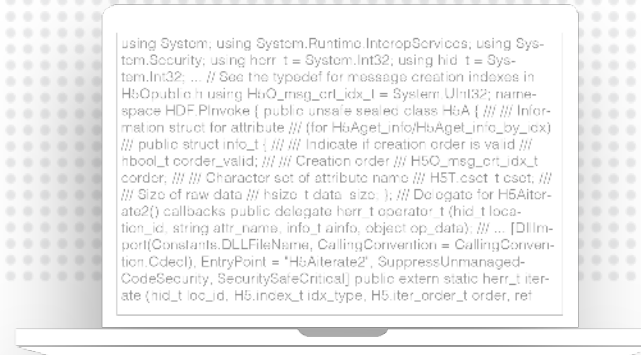 using System; using System.Runtime.InteropServices; using Sys-
tem.Security; using herr_t = System.Int32; using hid_t = Sys-
tem.Int32; ... // See the typedef for message creation indexes in
H5Opublic.h using H5O_msg_crt_idx_t = System.UInt32; name-
space HDF.PInvoke { public unsafe sealed class H5A { /// /// Infor-
mation struct for attribute /// (for H5Aget_info/H5Aget_info_by_idx)
/// public struct info_t { /// /// Indicate if creation order is valid ///
hbool_t corder_valid; /// /// Creation order /// H5O_msg_crt_idx_t
corder; /// /// Character set of attribute name /// H5T.cset_t cset; ///
/// Size of raw data /// hsize_t data_size; }; /// Delegate for H5Aiter-
ate2() callbacks public delegate herr_t operator_t (hid_t loca-
tion_id, string attr_name, info_t ainfo, object op_data); /// ... [DllIm-
port(Constants.DLLFileName, CallingConvention = CallingConven-
tion.Cdecl), EntryPoint = "H5Aiterate2", SuppressUnmanaged-
CodeSecurity, SecuritySafeCritical] public extern static herr_t iter-
ate (hid_t loc_id, H5.index_t idx_type, H5.iter_order_t order, ref